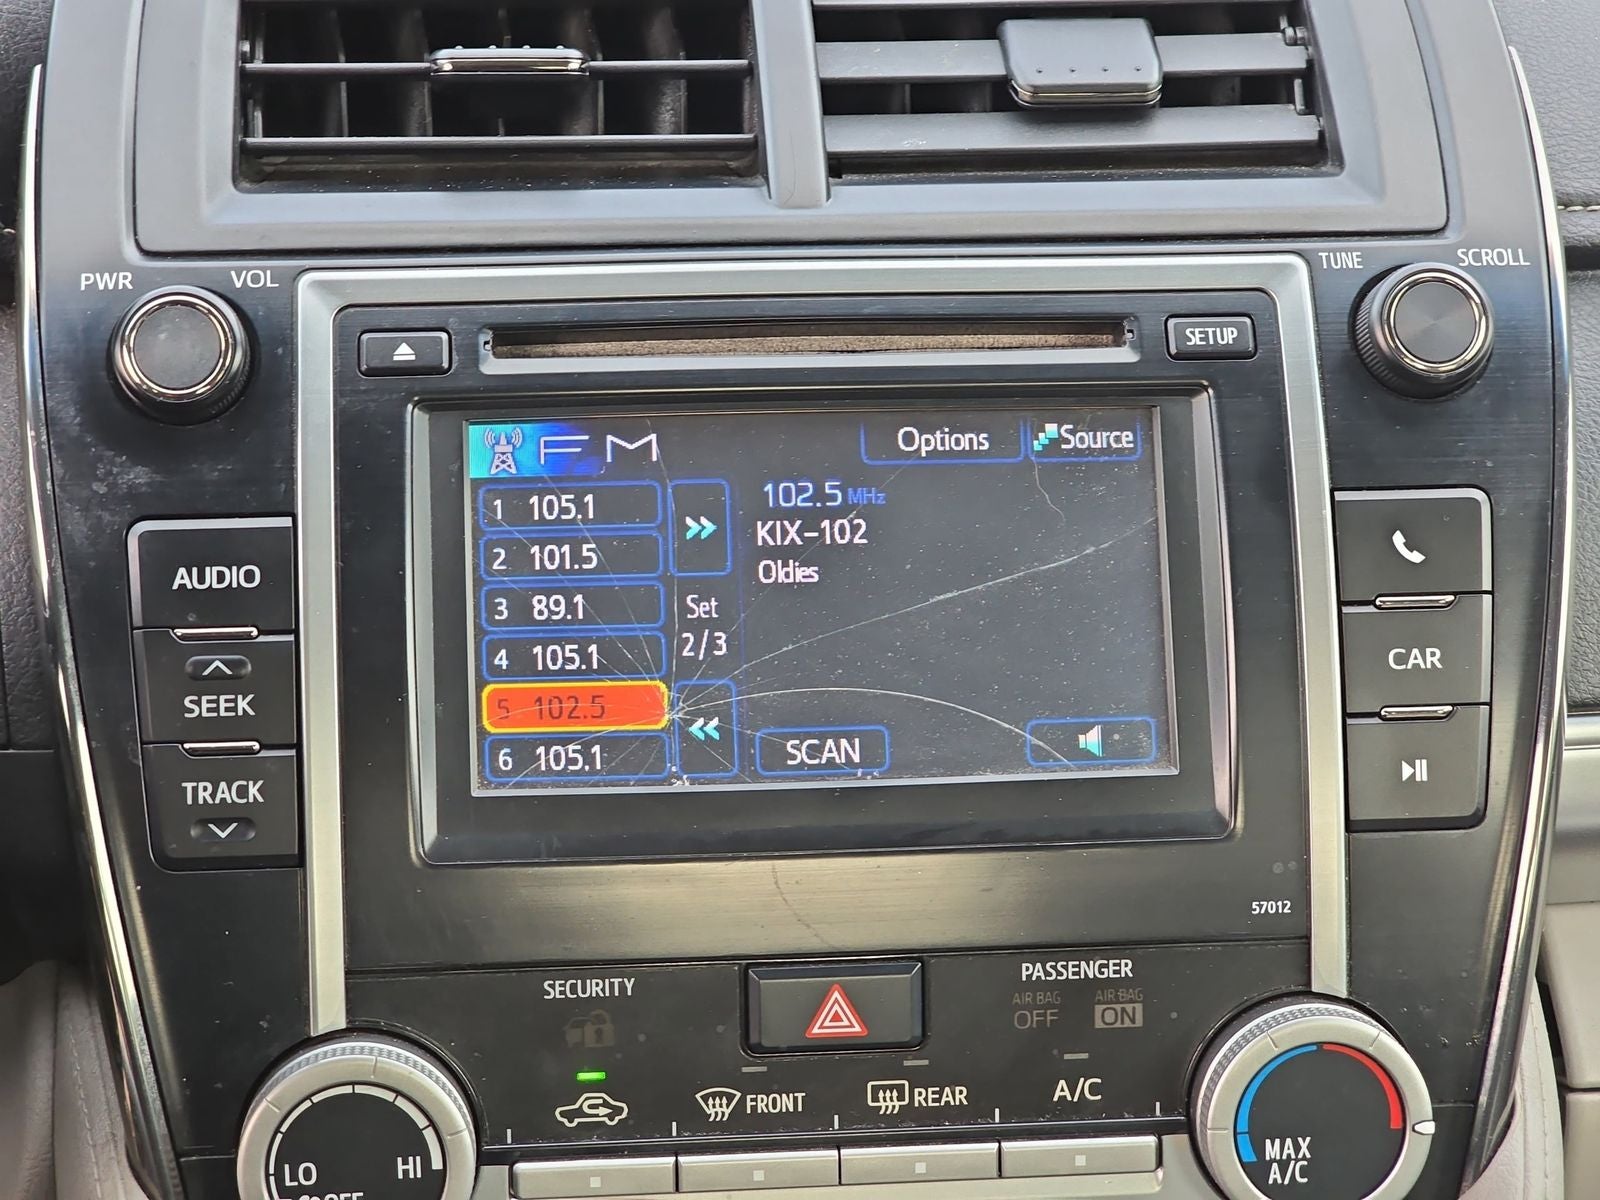 PWR
VOL
TUNE
SCROLL
SETUP
FM
Options
Source
1 105.1
2 101.5
3 89.1
4 105.1
5 102.5
6 105.1
Set
2/3
102.5 MHz
KIX-102
Oldies
SCAN
AUDIO
SEEK
TRACK
CAR
57012
SECURITY
PASSENGER
AIR BAG
OFF
AIR BAG
ON
FRONT
REAR
A/C
LO
HI
OFF
MAX
A/C